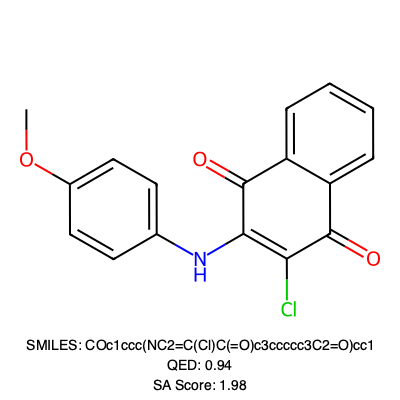 O
O
N
H
O
Cl
SMILES: COc1ccc(NC2=C(Cl)C(=O)c3ccccc3C2=O)cc1
QED: 0.94
SA Score: 1.98